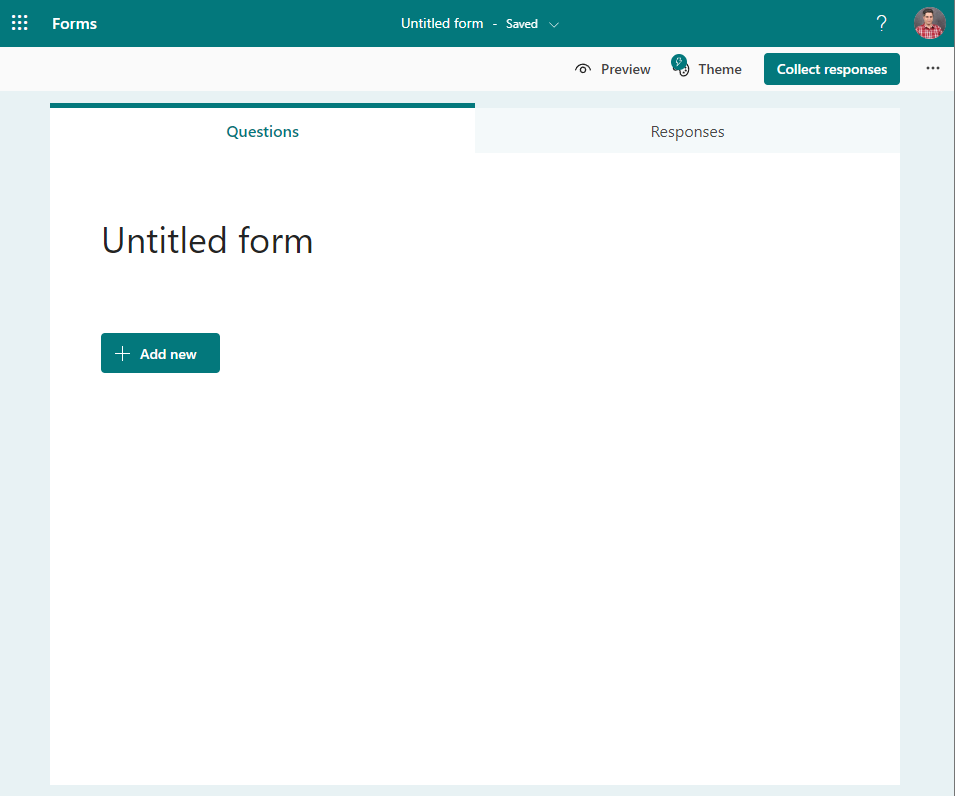 Forms
Untitled form - Saved
?
Preview
Theme
Collect responses
...
Questions
Responses
Untitled form
+ Add new